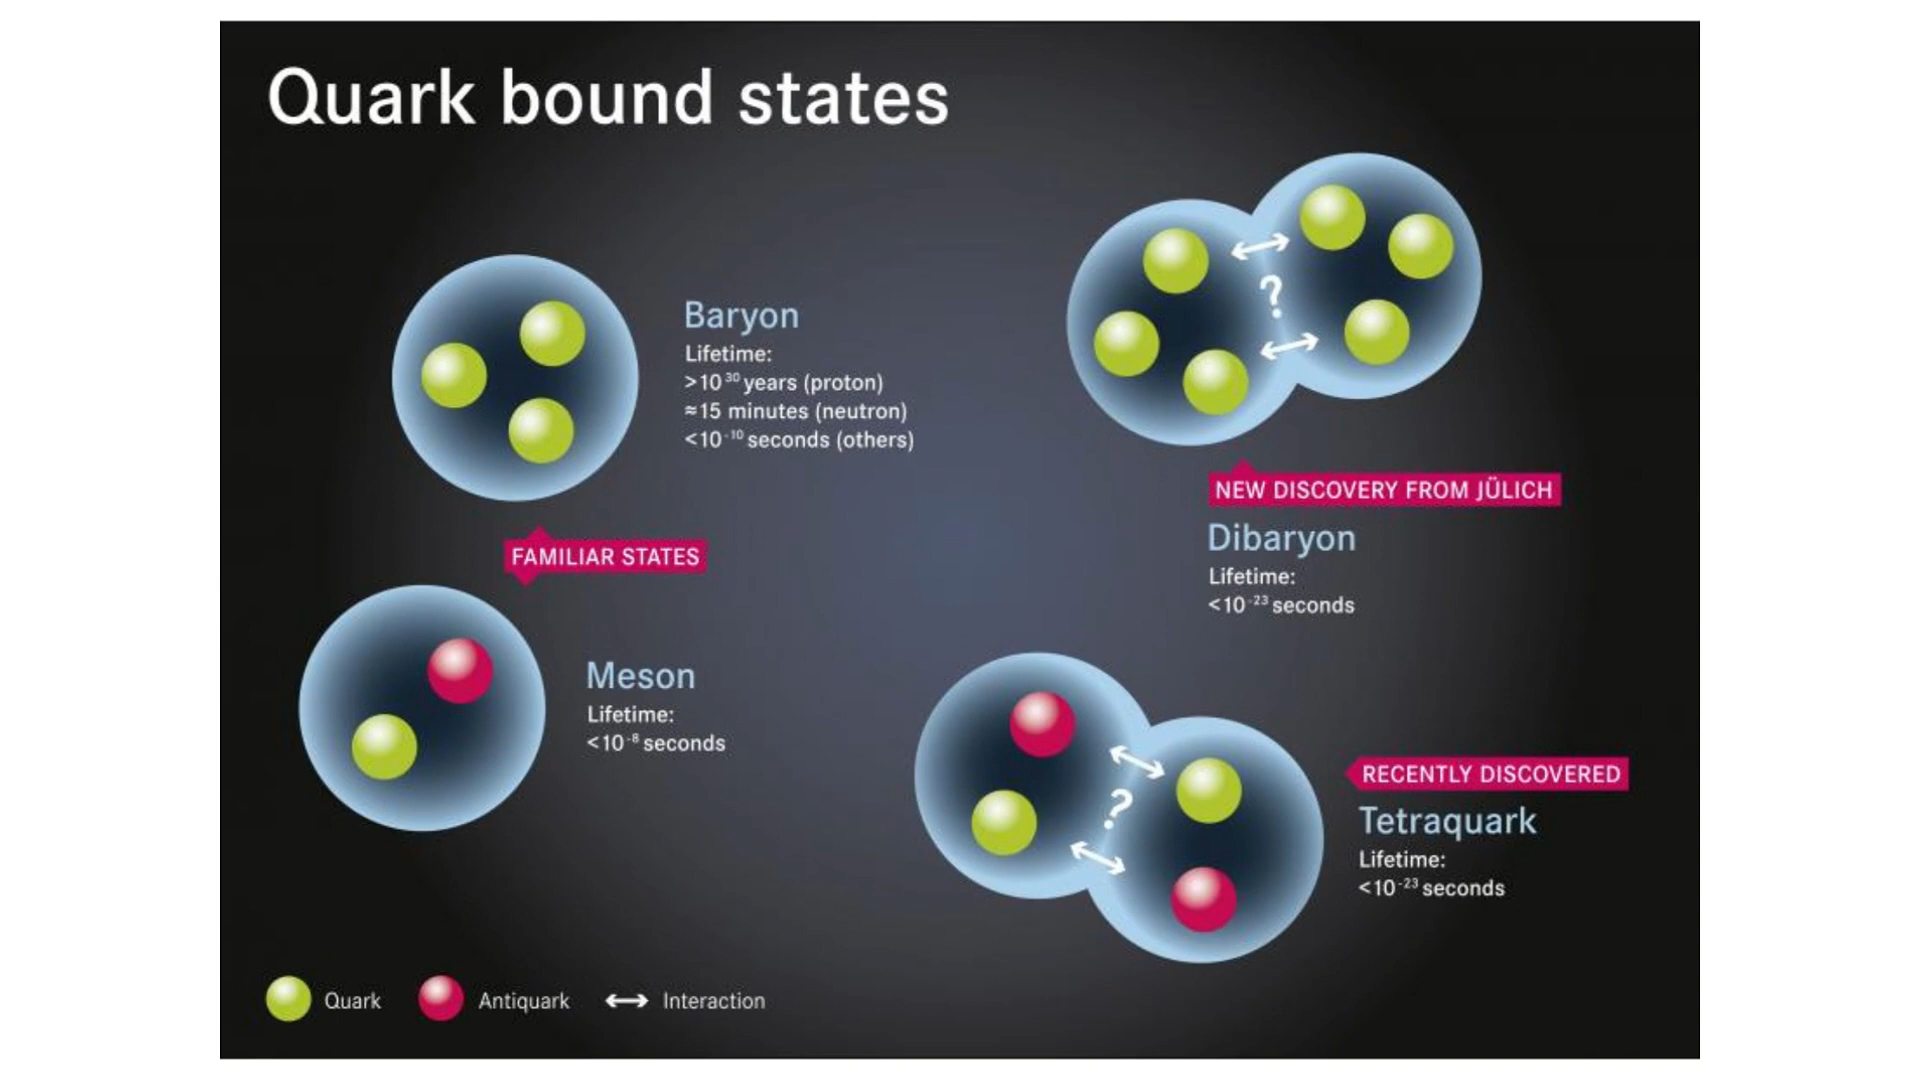 Quark bound states
Baryon
Lifetime:
>10³⁰ years (proton)
≈15 minutes (neutron)
<10⁻¹⁰ seconds (others)
FAMILIAR STATES
Meson
Lifetime:
<10⁻⁸ seconds
?
NEW DISCOVERY FROM JÜLICH
Dibaryon
Lifetime:
<10⁻²³ seconds
?
RECENTLY DISCOVERED
Tetraquark
Lifetime:
<10⁻²³ seconds
Quark
Antiquark
Interaction